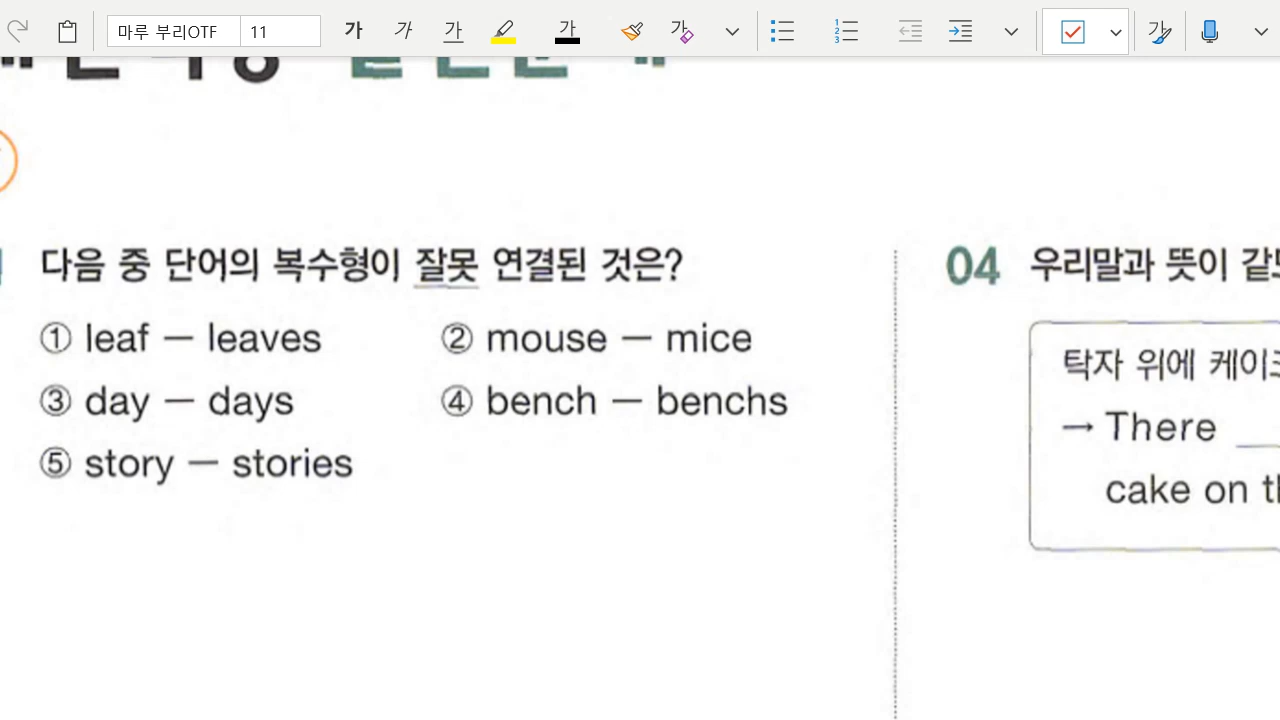 마루 부리OTF 11 가 가 가 가 가
다음 중 단어의 복수형이 잘못 연결된 것은?
① leaf – leaves ② mouse – mice
③ day – days ④ bench – benchs
⑤ story – stories
04 우리말과 뜻이
탁자 위에
→ There
cake on